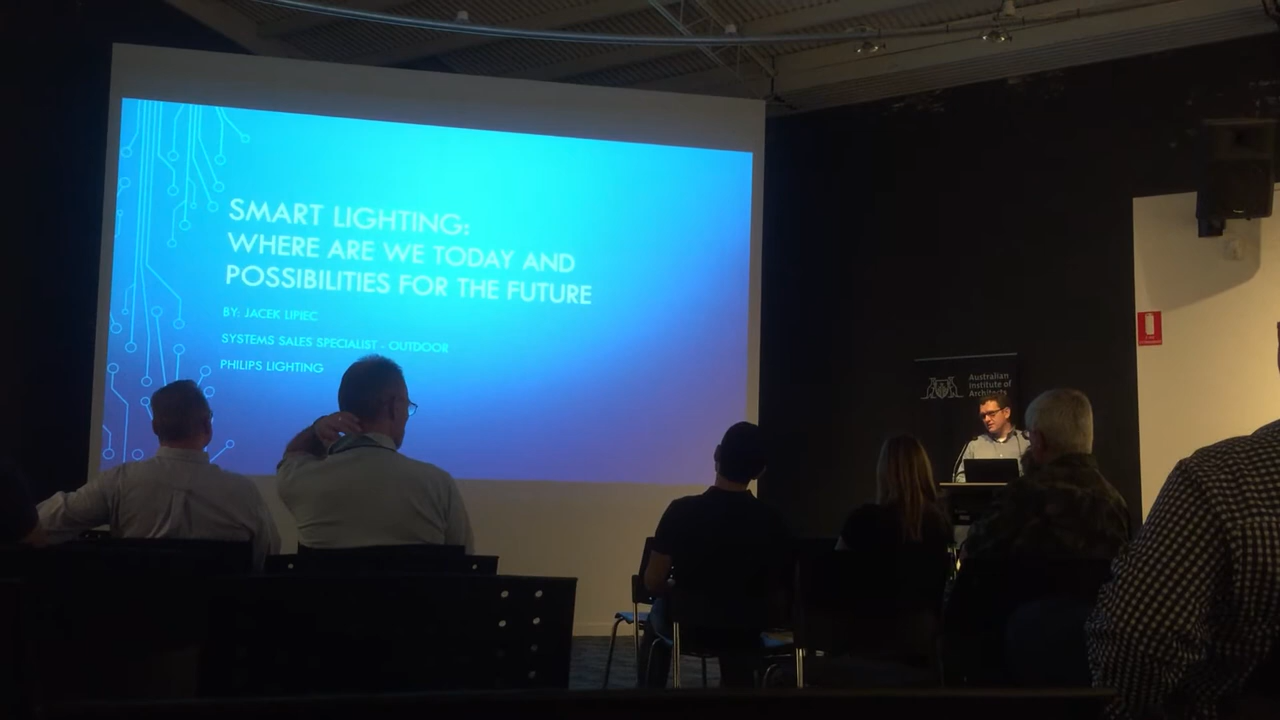 SMART LIGHTING:
WHERE ARE WE TODAY AND
POSSIBILITIES FOR THE FUTURE
BY: JACEK LIPIEC
SYSTEMS SALES SPECIALIST - OUTDOOR
PHILIPS LIGHTING
Australian
Institute of
Architects